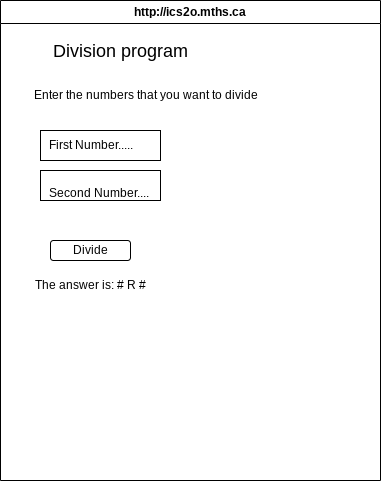 http://ics2o.mths.ca
Division program
Enter the numbers that you want to divide
First Number.....
Second Number....
Divide
The answer is: # R #